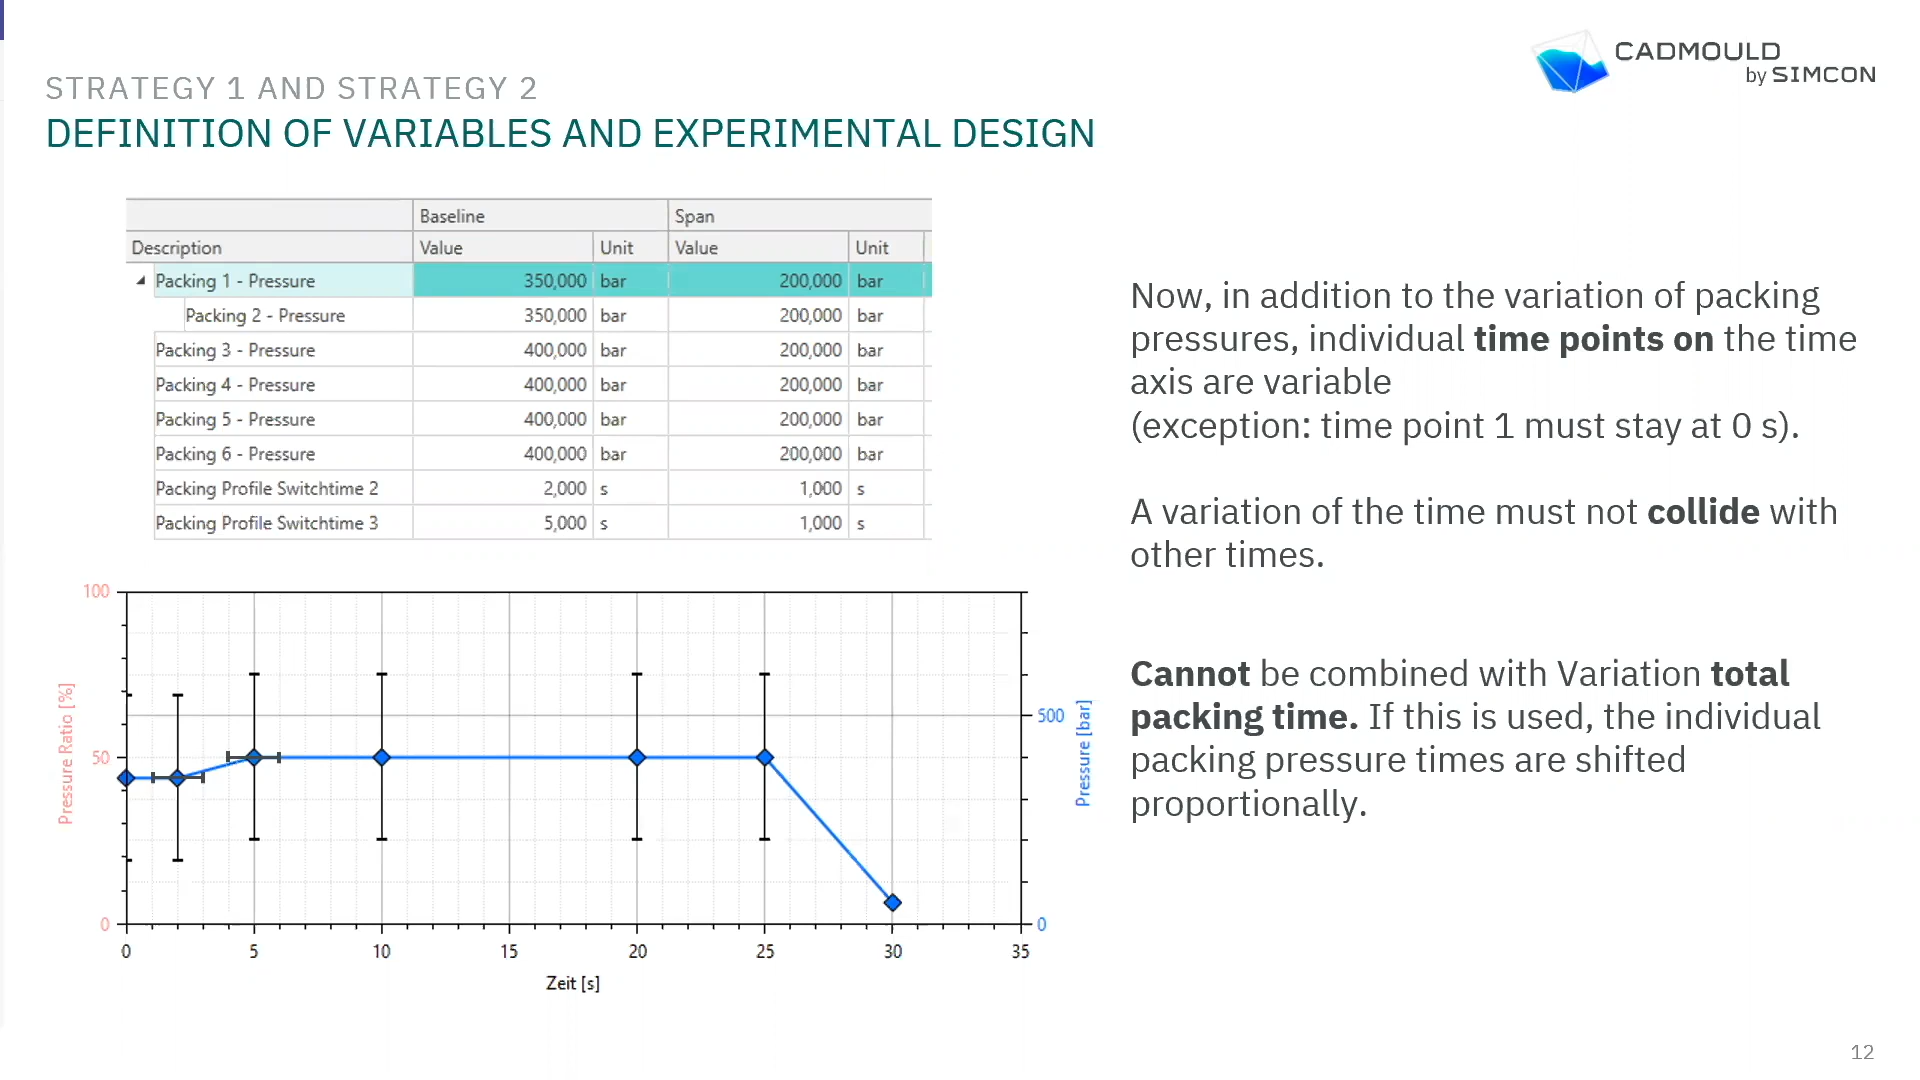 CADMOULD
by SIMCON
STRATEGY 1 AND STRATEGY 2
DEFINITION OF VARIABLES AND EXPERIMENTAL DESIGN
Baseline Span
Description Value Unit Value Unit
Packing 1 - Pressure 350,000 bar 200,000 bar
Packing 2 - Pressure 350,000 bar 200,000 bar
Packing 3 - Pressure 400,000 bar 200,000 bar
Packing 4 - Pressure 400,000 bar 200,000 bar
Packing 5 - Pressure 400,000 bar 200,000 bar
Packing 6 - Pressure 400,000 bar 200,000 bar
Packing Profile Switchtime 2 2,000 s 1,000 s
Packing Profile Switchtime 3 5,000 s 1,000 s
100
50
0
Pressure Ratio [%]
500
0
Pressure [bar]
0 5 10 15 20 25 30 35
Zeit [s]
Now, in addition to the variation of packing
pressures, individual time points on the time
axis are variable
(exception: time point 1 must stay at 0 s).
A variation of the time must not collide with
other times.
Cannot be combined with Variation total
packing time. If this is used, the individual
packing pressure times are shifted
proportionally.
12